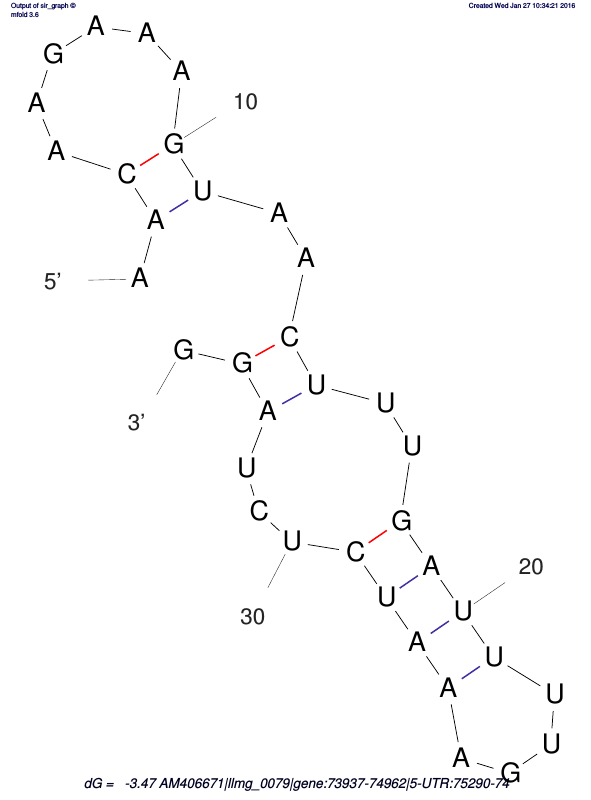 Output of sir_graph ©
mfold 3.6
Created Wed Jan 27 10:34:21 2016
A A A
G A
A 10
A G
C U
A A
5' A A
C
G G U
A U
3' U
U
C G
U C A
20
U U
30
A U
A U
U
A G
dG = -3.47 AM406671|llmg_0079|gene:73937-74962|5-UTR:75290-74